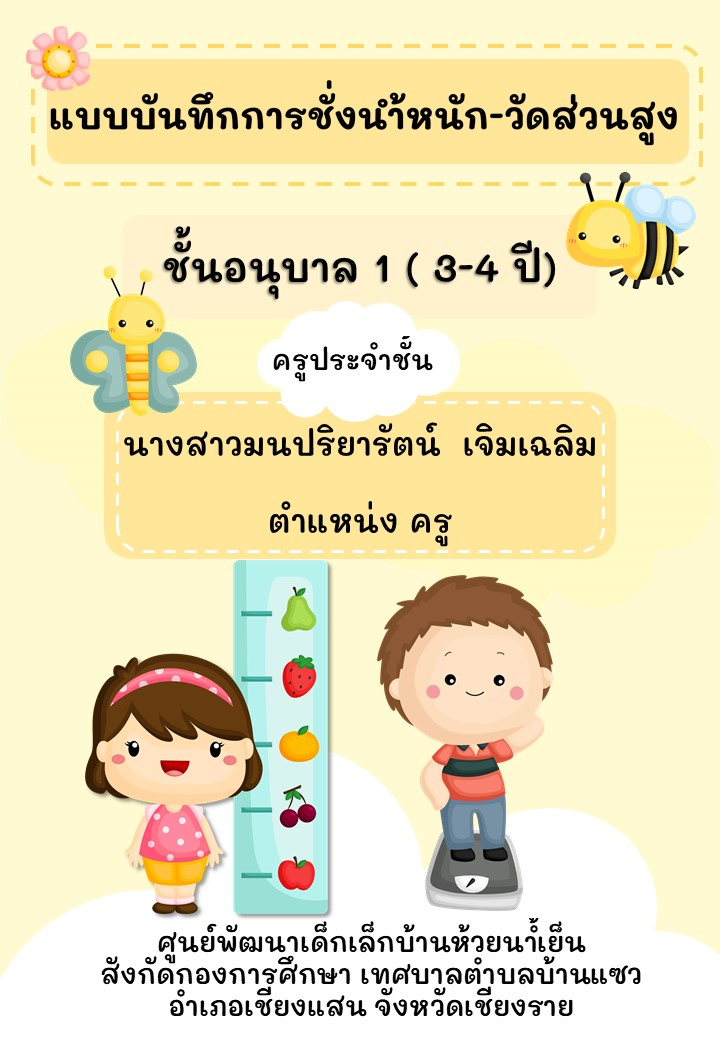 แบบบันทึกการชั่งน้ำหนัก-วัดส่วนสูง
ชั้นอนุบาล 1 ( 3-4 ปี)
ครูประจำชั้น
นางสาวมนปริยารัตน์ เจิมเฉลิม
ตำแหน่ง ครู
ศูนย์พัฒนาเด็กเล็กบ้านห้วยน้ำเย็น
สังกัดกองการศึกษา เทศบาลตำบลบ้านแซว
อำเภอเชียงแสน จังหวัดเชียงราย